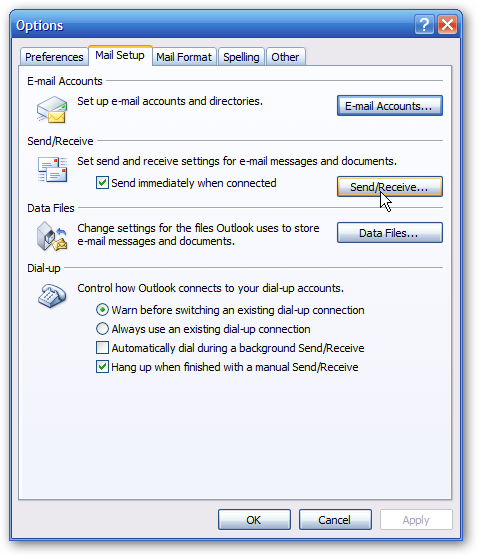 Options
Preferences Mail Setup Mail Format Spelling Other
E-mail Accounts
Set up e-mail accounts and directories.
E-mail Accounts...
Send/Receive
Set send and receive settings for e-mail messages and documents.
Send immediately when connected
Send/Receive...
Data Files
Change settings for the files Outlook uses to store
e-mail messages and documents.
Data Files...
Dial-up
Control how Outlook connects to your dial-up accounts.
Warn before switching an existing dial-up connection
Always use an existing dial-up connection
Automatically dial during a background Send/Receive
Hang up when finished with a manual Send/Receive
OK Cancel Apply